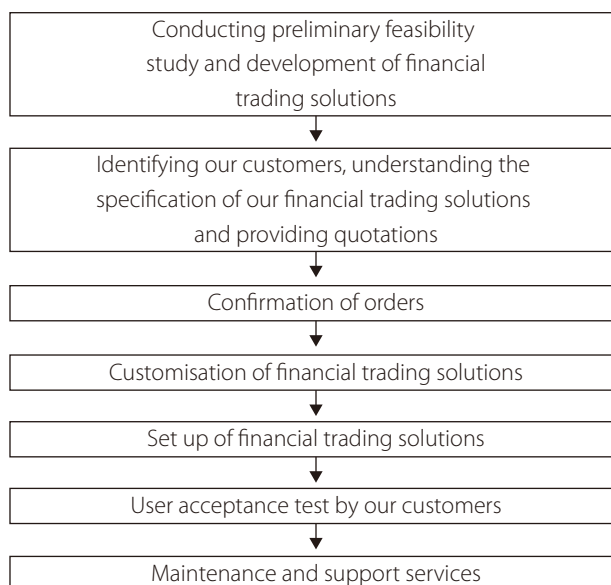 Conducting preliminary feasibility
study and development of financial
trading solutions
Identifying our customers, understanding the
specification of our financial trading solutions
and providing quotations
Confirmation of orders
Customisation of financial trading solutions
Set up of financial trading solutions
User acceptance test by our customers
Maintenance and support services